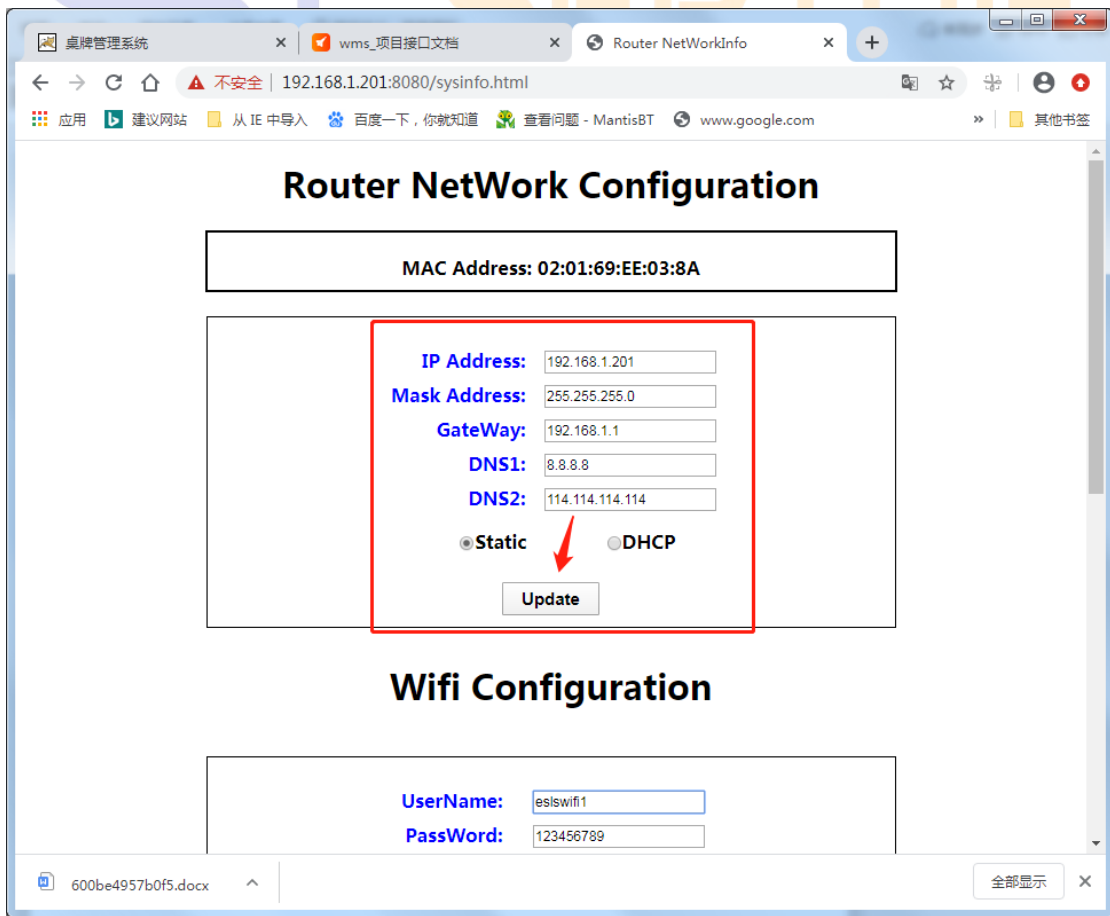 桌牌管理系统
wms_项目接口文档
Router NetWorkInfo
不安全 | 192.168.1.201:8080/sysinfo.html
应用 建议网站 从 IE 中导入 百度一下，你就知道 查看问题 - MantisBT www.google.com » 其他书签
Router NetWork Configuration
MAC Address: 02:01:69:EE:03:8A
IP Address: 192.168.1.201
Mask Address: 255.255.255.0
GateWay: 192.168.1.1
DNS1: 8.8.8.8
DNS2: 114.114.114.114
Static DHCP
Update
Wifi Configuration
UserName: eslswifi1
PassWord: 123456789
600be4957b0f5.docx 全部显示